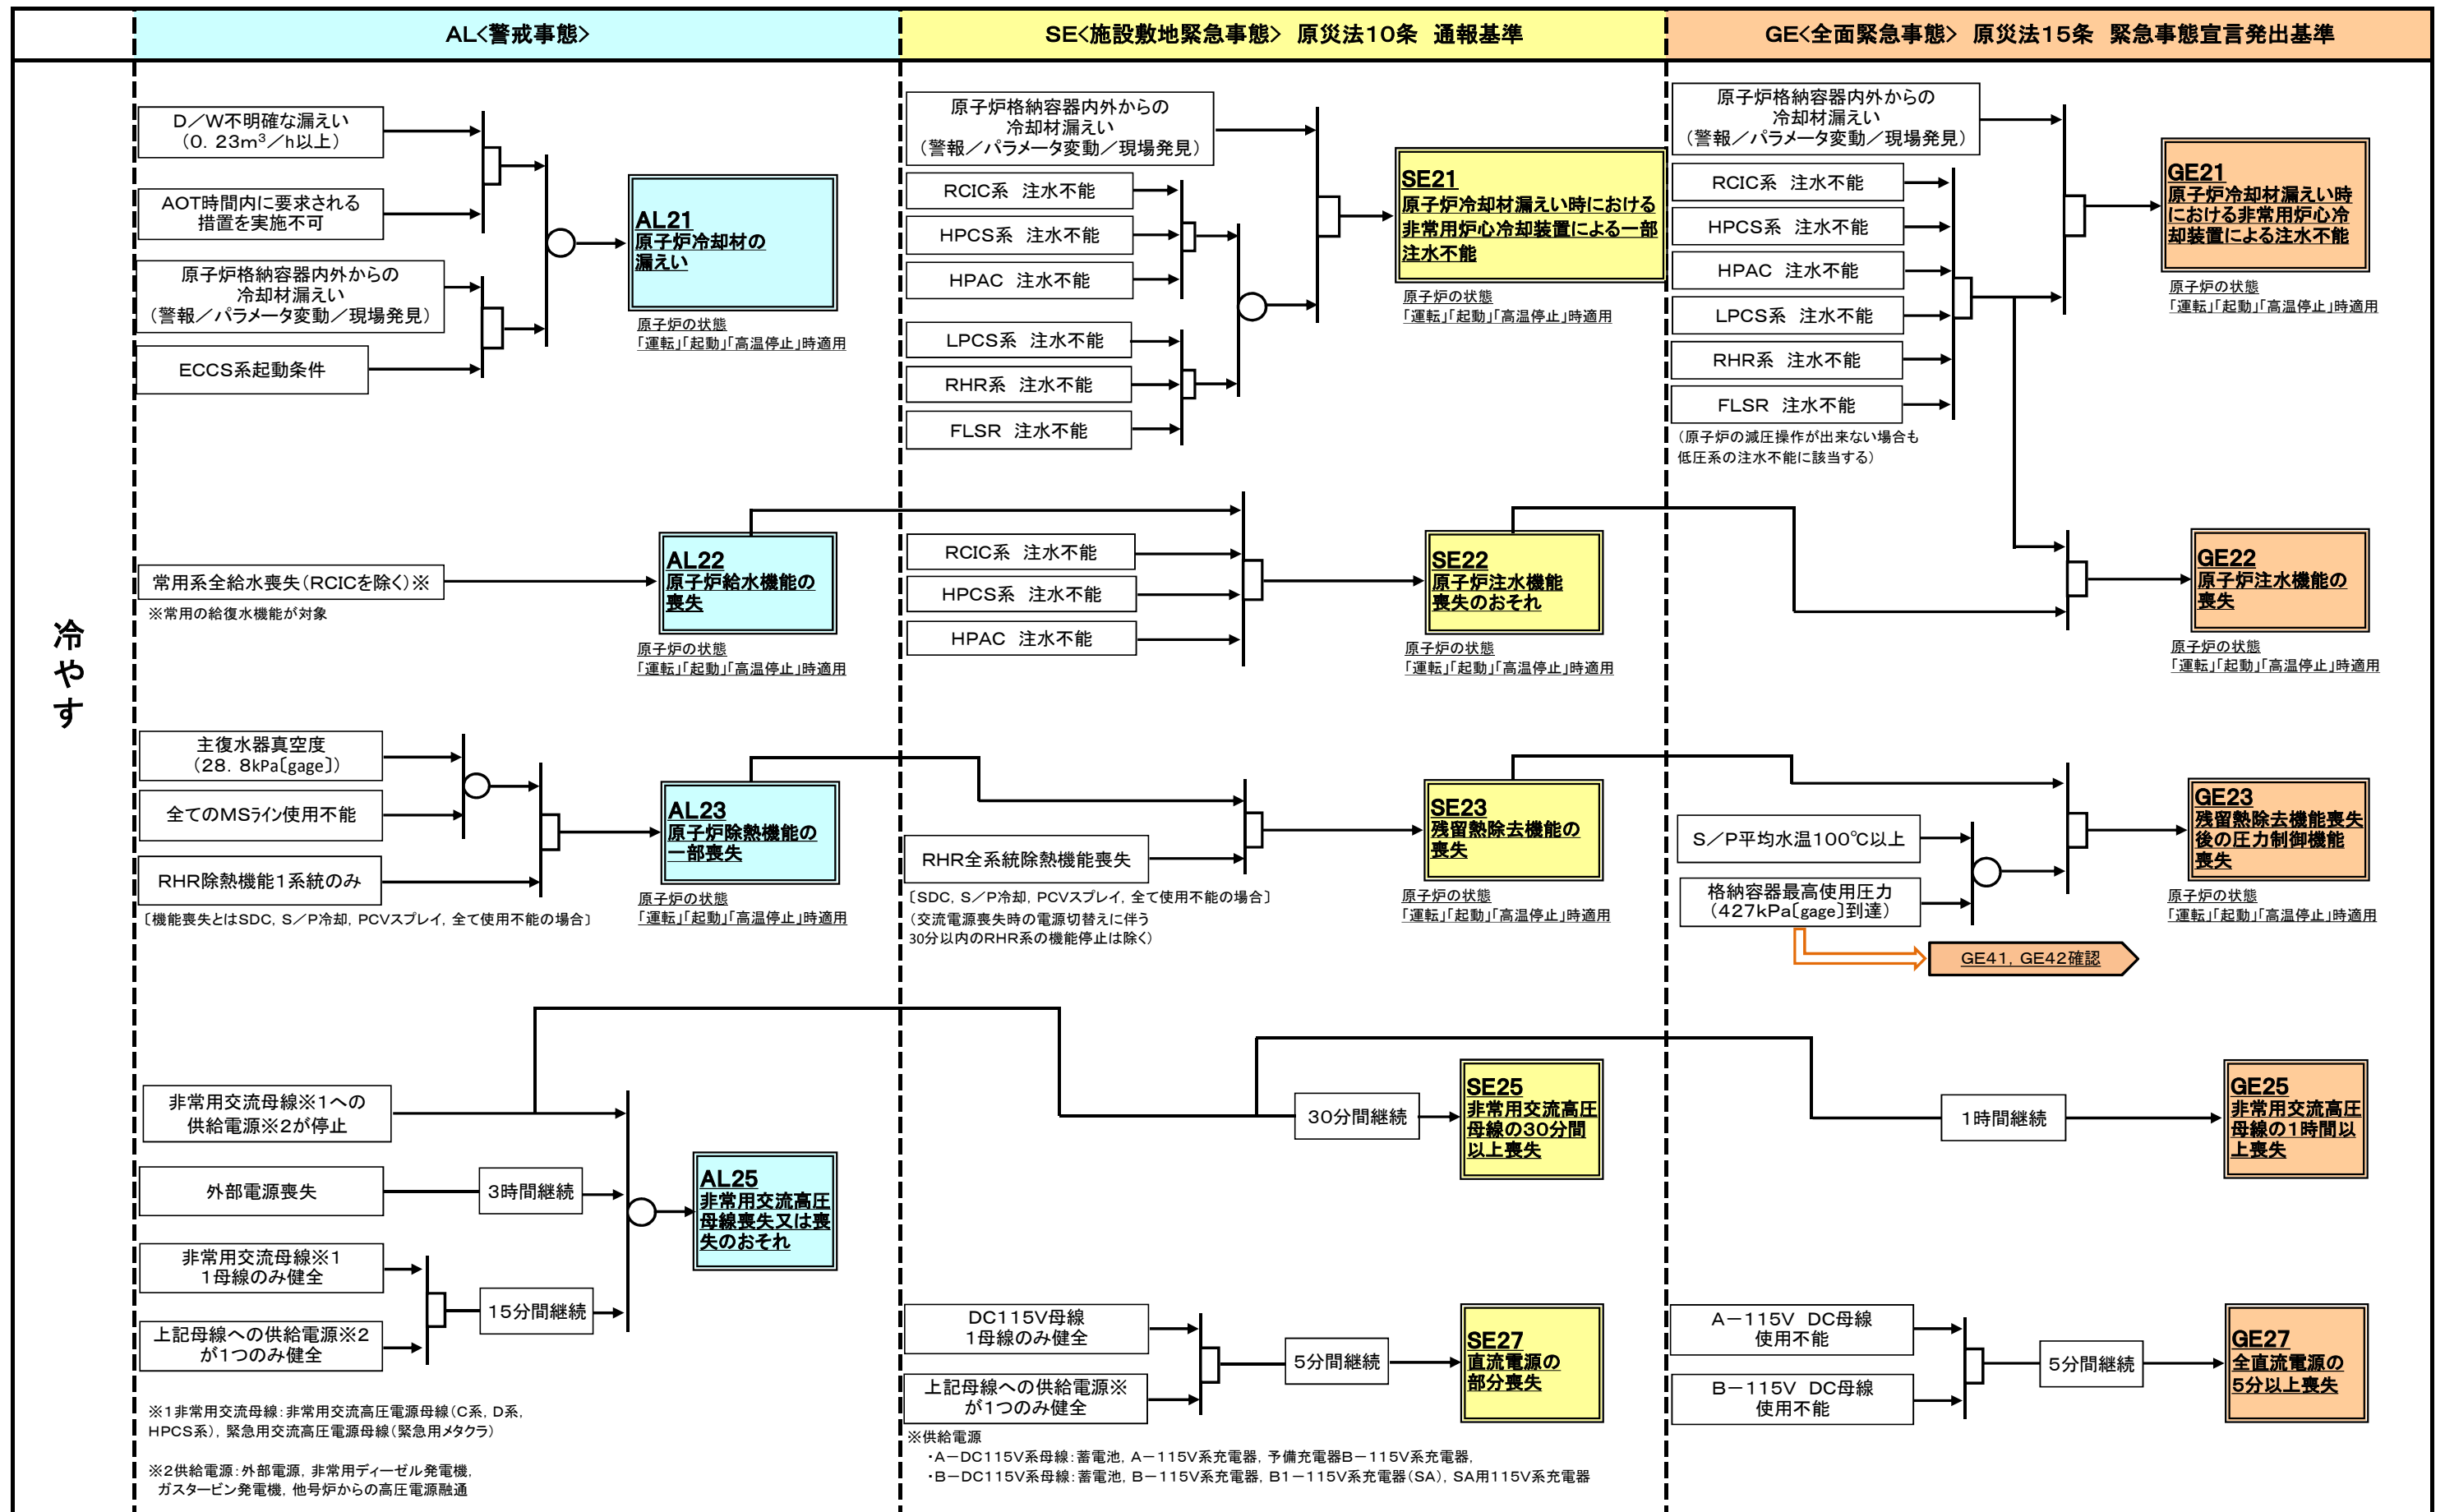 AL<警戒事態>
SE<施設敷地緊急事態> 原災法10条 通報基準
GE<全面緊急事態> 原災法15条 緊急事態宣言発出基準
冷やす
D／W不明確な漏えい
（0．23m³／h以上）
AOT時間内に要求される
措置を実施不可
原子炉格納容器内外からの
冷却材漏えい
（警報／パラメータ変動／現場発見）
ECCS系起動条件
AL21
原子炉冷却材の
漏えい
原子炉の状態
「運転」「起動」「高温停止」時適用
原子炉格納容器内外からの
冷却材漏えい
（警報／パラメータ変動／現場発見）
RCIC系 注水不能
HPCS系 注水不能
HPAC 注水不能
LPCS系 注水不能
RHR系 注水不能
FLSR 注水不能
SE21
原子炉冷却材漏えい時における
非常用炉心冷却装置による一部
注水不能
原子炉の状態
「運転」「起動」「高温停止」時適用
原子炉格納容器内外からの
冷却材漏えい
（警報／パラメータ変動／現場発見）
RCIC系 注水不能
HPCS系 注水不能
HPAC 注水不能
LPCS系 注水不能
RHR系 注水不能
FLSR 注水不能
（原子炉の減圧操作が出来ない場合も
低圧系の注水不能に該当する）
GE21
原子炉冷却材漏えい時
における非常用炉心冷
却装置による注水不能
原子炉の状態
「運転」「起動」「高温停止」時適用
常用系全給水喪失（RCICを除く）※
※常用の給復水機能が対象
AL22
原子炉給水機能の
喪失
原子炉の状態
「運転」「起動」「高温停止」時適用
RCIC系 注水不能
HPCS系 注水不能
HPAC 注水不能
SE22
原子炉注水機能
喪失のおそれ
原子炉の状態
「運転」「起動」「高温停止」時適用
GE22
原子炉注水機能の
喪失
原子炉の状態
「運転」「起動」「高温停止」時適用
主復水器真空度
（28．8kPa〔gage〕）
全てのMSライン使用不能
RHR除熱機能1系統のみ
〔機能喪失とはSDC，S／P冷却，PCVスプレイ，全て使用不能の場合〕
AL23
原子炉除熱機能の
一部喪失
原子炉の状態
「運転」「起動」「高温停止」時適用
RHR全系統除熱機能喪失
〔SDC，S／P冷却，PCVスプレイ，全て使用不能の場合〕
（交流電源喪失時の電源切替えに伴う
30分以内のRHR系の機能停止は除く）
SE23
残留熱除去機能の
喪失
原子炉の状態
「運転」「起動」「高温停止」時適用
S／P平均水温100℃以上
格納容器最高使用圧力
（427kPa〔gage〕到達）
GE41，GE42確認
GE23
残留熱除去機能喪失
後の圧力制御機能
喪失
原子炉の状態
「運転」「起動」「高温停止」時適用
非常用交流母線※1への
供給電源※2が停止
外部電源喪失
3時間継続
非常用交流母線※1
1母線のみ健全
上記母線への供給電源※2
が1つのみ健全
15分間継続
AL25
非常用交流高圧
母線喪失又は喪
失のおそれ
※1非常用交流母線：非常用交流高圧電源母線（C系，D系，
HPCS系），緊急用交流高圧電源母線（緊急用メタクラ）
※2供給電源：外部電源，非常用ディーゼル発電機，
ガスタービン発電機，他号炉からの高圧電源融通
30分間継続
SE25
非常用交流高圧
母線の30分間
以上喪失
1時間継続
GE25
非常用交流高圧
母線の1時間以
上喪失
DC115V母線
1母線のみ健全
上記母線への供給電源※
が1つのみ健全
5分間継続
SE27
直流電源の
部分喪失
※供給電源
・A－DC115V系母線：蓄電池，A－115V系充電器，予備充電器B－115V系充電器，
・B－DC115V系母線：蓄電池，B－115V系充電器，B1－115V系充電器（SA），SA用115V系充電器
A－115V DC母線
使用不能
B－115V DC母線
使用不能
5分間継続
GE27
全直流電源の
5分以上喪失